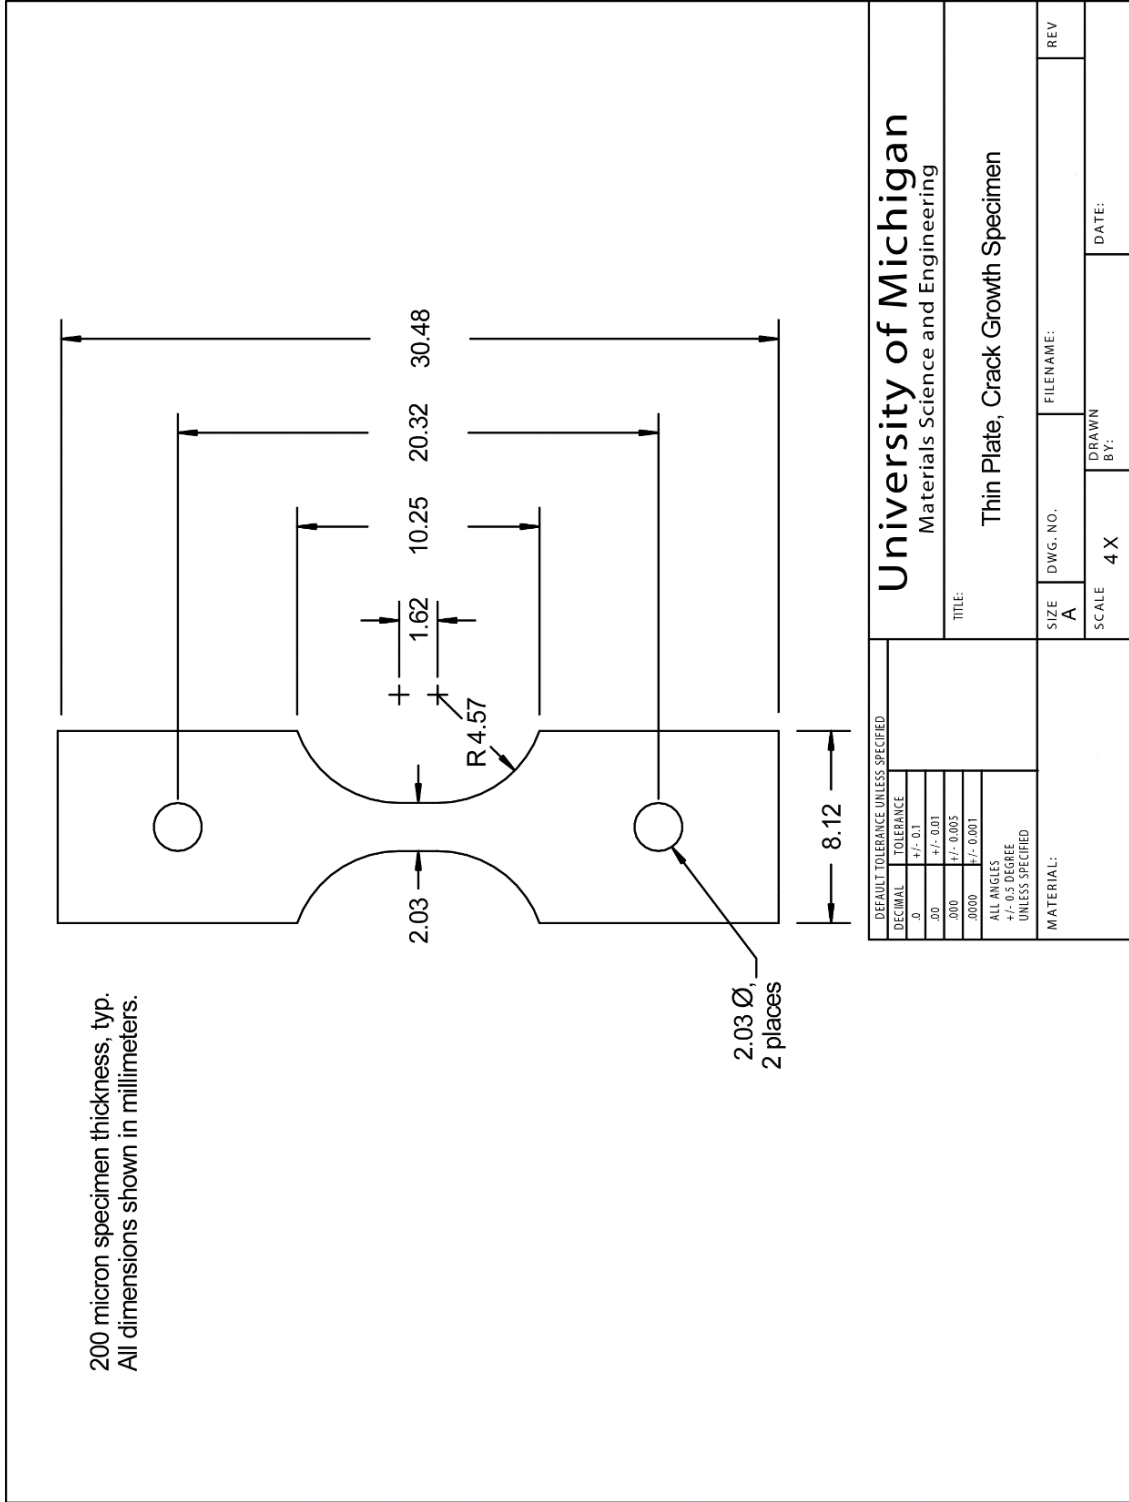 200 micron specimen thickness, typ.
All dimensions shown in millimeters.
30.48
20.32
10.25
1.62
R 4.57
2.03
8.12
2.03 Ø,
2 places
DEFAULT TOLERANCE UNLESS SPECIFIED
DECIMAL TOLERANCE
.0 +/- 0.1
.00 +/- 0.01
.000 +/- 0.005
.0000 +/- 0.001
ALL ANGLES
+/- 0.5 DEGREE
UNLESS SPECIFIED
MATERIAL:
University of Michigan
Materials Science and Engineering
TITLE:
Thin Plate, Crack Growth Specimen
SIZE
A
DWG. NO.
FILENAME:
REV
SCALE
4 X
DRAWN
BY:
DATE: